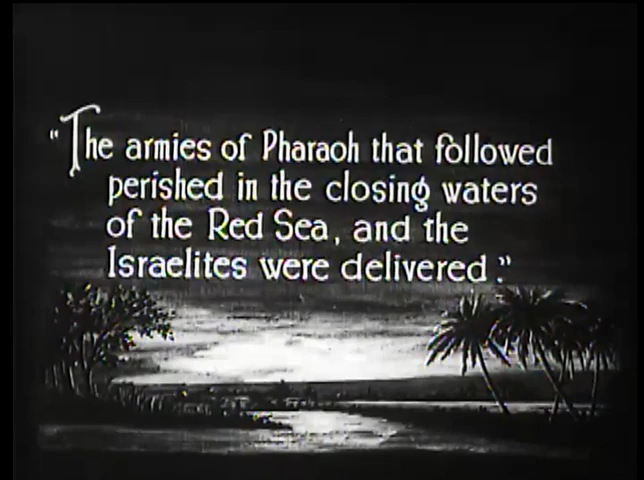 "The armies of Pharaoh that followed
perished in the closing waters
of the Red Sea, and the
Israelites were delivered."